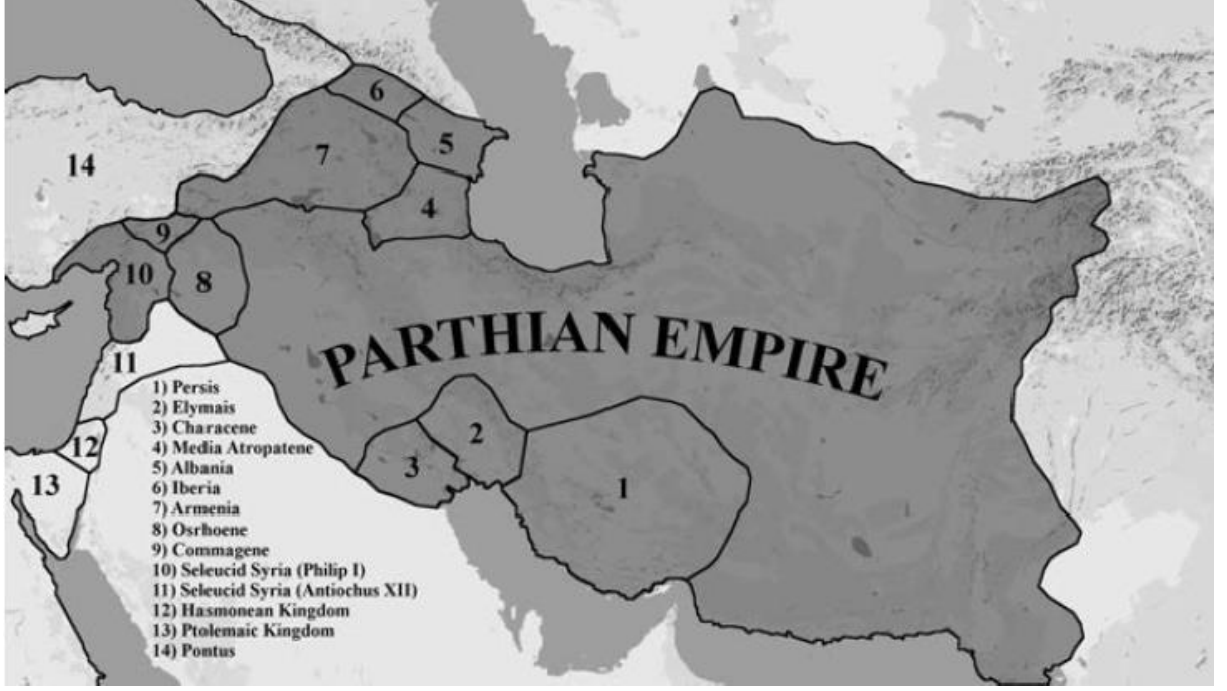 6
5
7
14
4
9
10
8
PARTHIAN EMPIRE
11
1) Persis
2) Elymais
3) Characene
4) Media Atropatene
5) Albania
6) Iberia
7) Armenia
8) Osrhoene
9) Commagene
10) Seleucid Syria (Philip I)
11) Seleucid Syria (Antiochus XII)
12) Hasmonean Kingdom
13) Ptolemaic Kingdom
14) Pontus
2
12
3
13
1